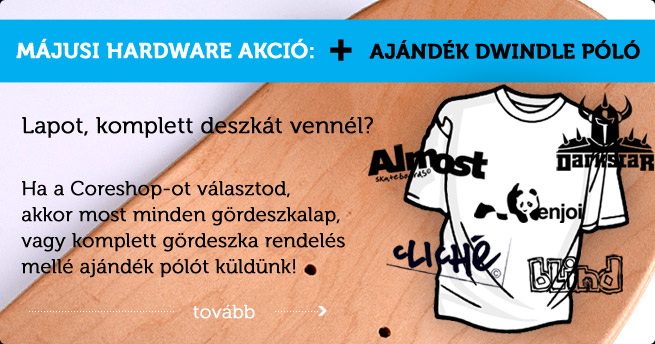 MÁJUSI HARDWARE AKCIÓ: + AJÁNDÉK DWINDLE PÓLÓ
Lapot, komplett deszkát vennél?
Ha a Coreshop-ot választod,
akkor most minden gördeszkalap,
vagy komplett gördeszka rendelés
mellé ajándék pólót küldünk!
tovább
Almost
skateboards©
DARKSTAR
enjoi
CLiCHé
©
blind